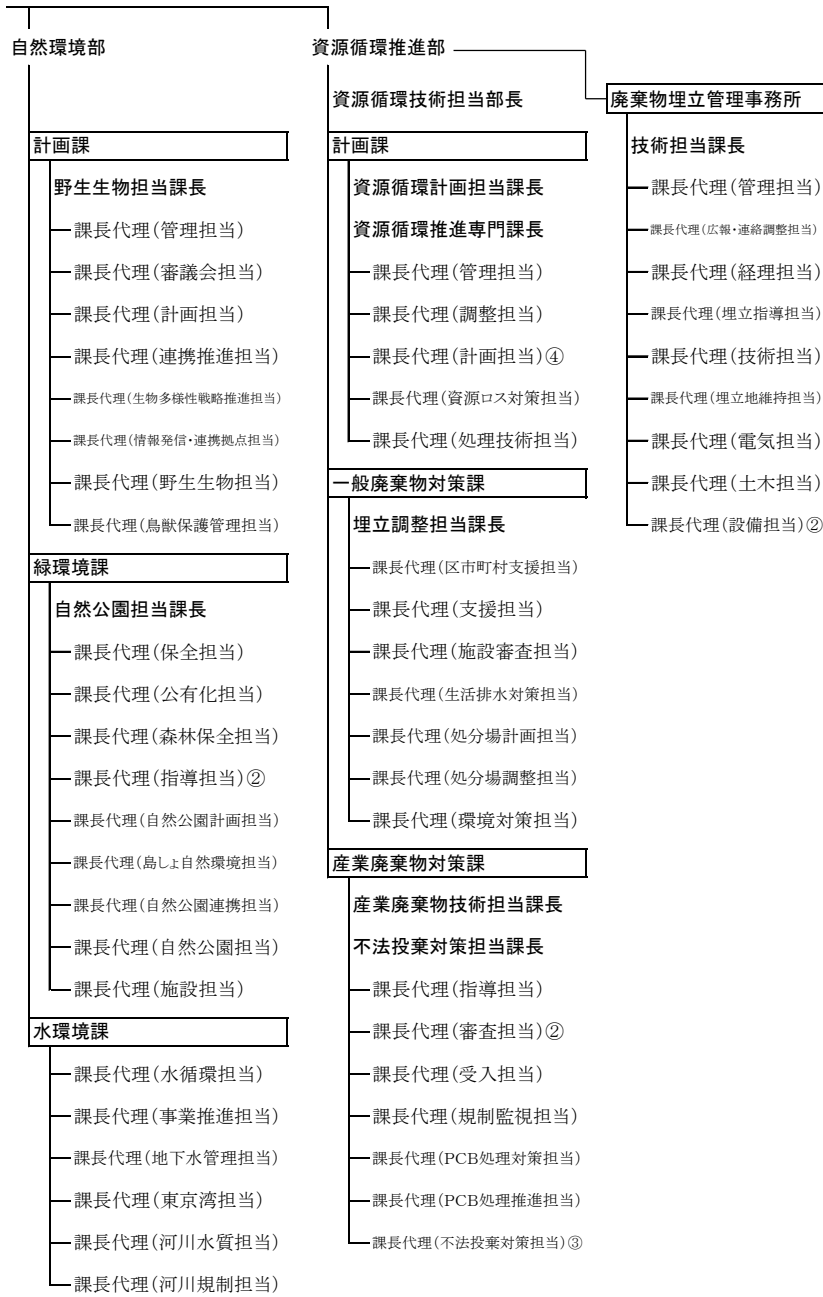 自然環境部
計画課
野生生物担当課長
課長代理(管理担当)
課長代理(審議会担当)
課長代理(計画担当)
課長代理(連携推進担当)
課長代理(生物多様性戦略推進担当)
課長代理(情報発信・連携拠点担当)
課長代理(野生生物担当)
課長代理(鳥獣保護管理担当)
緑環境課
自然公園担当課長
課長代理(保全担当)
課長代理(公有化担当)
課長代理(森林保全担当)
課長代理(指導担当)②
課長代理(自然公園計画担当)
課長代理(島しょ自然環境担当)
課長代理(自然公園連携担当)
課長代理(自然公園担当)
課長代理(施設担当)
水環境課
課長代理(水循環担当)
課長代理(事業推進担当)
課長代理(地下水管理担当)
課長代理(東京湾担当)
課長代理(河川水質担当)
課長代理(河川規制担当)
資源循環推進部
資源循環技術担当部長
計画課
資源循環計画担当課長
資源循環推進専門課長
課長代理(管理担当)
課長代理(調整担当)
課長代理(計画担当)④
課長代理(資源ロス対策担当)
課長代理(処理技術担当)
一般廃棄物対策課
埋立調整担当課長
課長代理(区市町村支援担当)
課長代理(支援担当)
課長代理(施設審査担当)
課長代理(生活排水対策担当)
課長代理(処分場計画担当)
課長代理(処分場調整担当)
課長代理(環境対策担当)
産業廃棄物対策課
産業廃棄物技術担当課長
不法投棄対策担当課長
課長代理(指導担当)
課長代理(審査担当)②
課長代理(受入担当)
課長代理(規制監視担当)
課長代理(PCB処理対策担当)
課長代理(PCB処理推進担当)
課長代理(不法投棄対策担当)③
廃棄物埋立管理事務所
技術担当課長
課長代理(管理担当)
課長代理(広報・連絡調整担当)
課長代理(経理担当)
課長代理(埋立指導担当)
課長代理(技術担当)
課長代理(埋立地維持担当)
課長代理(電気担当)
課長代理(土木担当)
課長代理(設備担当)②